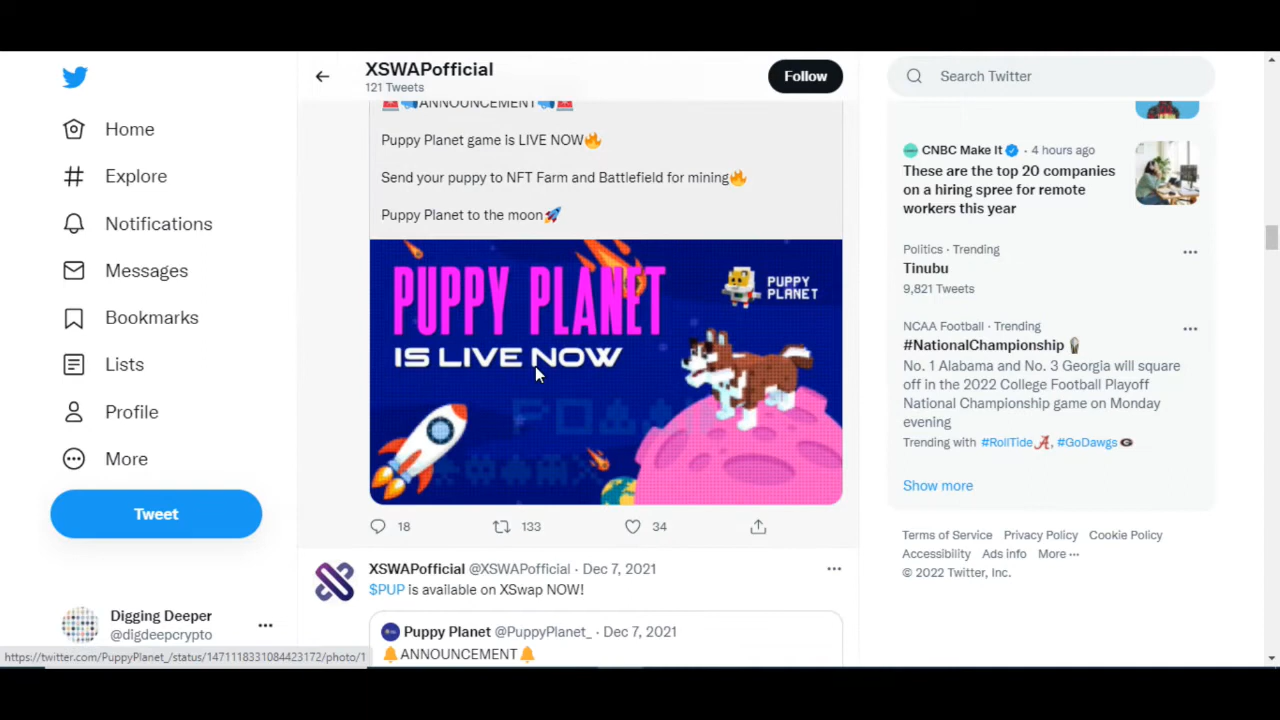 XSWAPofficial
121 Tweets
Follow
Search Twitter
Home
Explore
Notifications
Messages
Bookmarks
Lists
Profile
More
Tweet
Digging Deeper
@digdeepcrypto
https://twitter.com/PuppyPlanet_/status/1471118331084423172/photo/1
🚨📢ANNOUNCEMENT📢🚨
Puppy Planet game is LIVE NOW🔥
Send your puppy to NFT Farm and Battlefield for mining🔥
Puppy Planet to the moon🚀
PUPPY PLANET
IS LIVE NOW
PUPPY
PLANET
18
133
34
XSWAPofficial @XSWAPofficial · Dec 7, 2021
$PUP is available on XSwap NOW!
Puppy Planet @PuppyPlanet_ · Dec 7, 2021
🔔ANNOUNCEMENT🔔
CNBC Make It · 4 hours ago
These are the top 20 companies
on a hiring spree for remote
workers this year
Politics · Trending
Tinubu
9,821 Tweets
NCAA Football · Trending
#NationalChampionship
No. 1 Alabama and No. 3 Georgia will square
off in the 2022 College Football Playoff
National Championship game on Monday
evening
Trending with #RollTide, #GoDawgs
Show more
Terms of Service Privacy Policy Cookie Policy
Accessibility Ads info More ···
© 2022 Twitter, Inc.